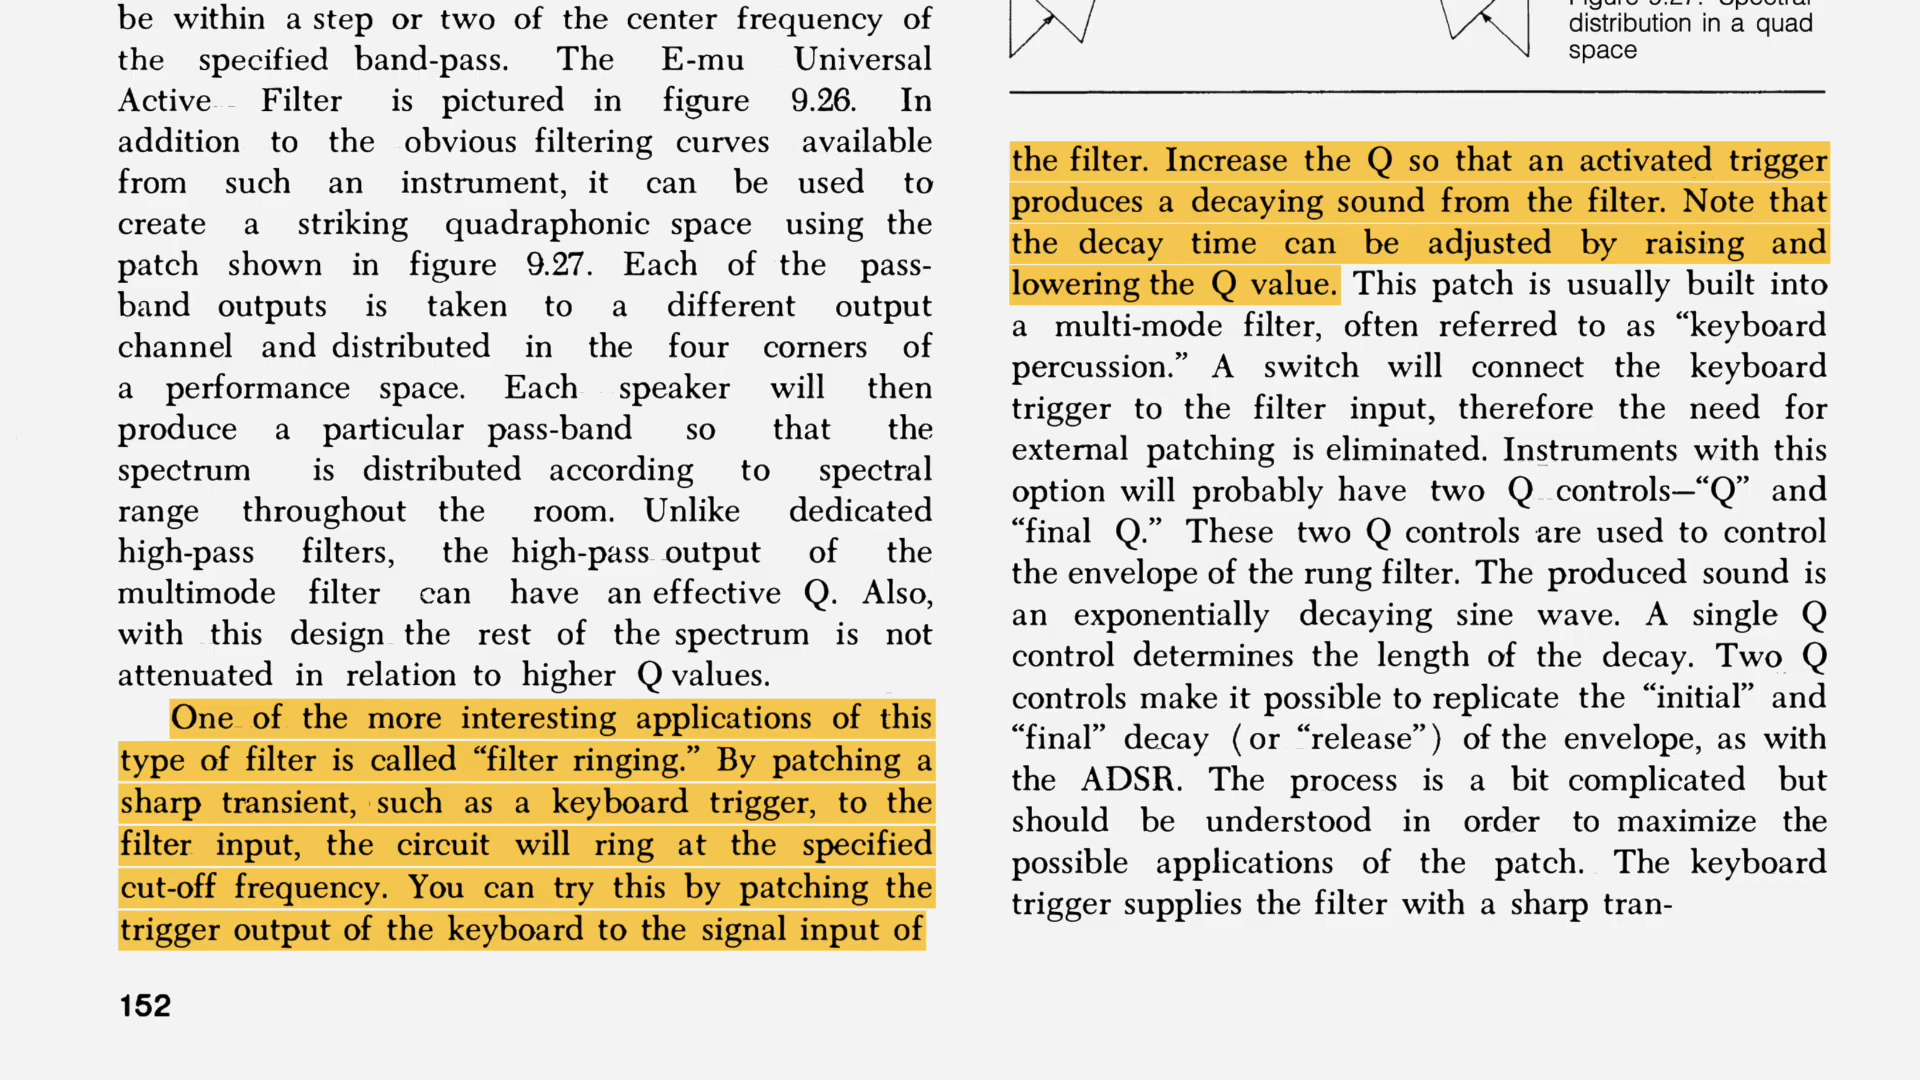 be within a step or two of the center frequency of
the specified band-pass. The E-mu Universal
Active Filter is pictured in figure 9.26. In
addition to the obvious filtering curves available
from such an instrument, it can be used to
create a striking quadraphonic space using the
patch shown in figure 9.27. Each of the pass-
band outputs is taken to a different output
channel and distributed in the four corners of
a performance space. Each speaker will then
produce a particular pass-band so that the
spectrum is distributed according to spectral
range throughout the room. Unlike dedicated
high-pass filters, the high-pass output of the
multimode filter can have an effective Q. Also,
with this design the rest of the spectrum is not
attenuated in relation to higher Q values.
One of the more interesting applications of this
type of filter is called “filter ringing.” By patching a
sharp transient, such as a keyboard trigger, to the
filter input, the circuit will ring at the specified
cut-off frequency. You can try this by patching the
trigger output of the keyboard to the signal input of
152
Figure 9.27. Spectral
distribution in a quad
space
the filter. Increase the Q so that an activated trigger
produces a decaying sound from the filter. Note that
the decay time can be adjusted by raising and
lowering the Q value. This patch is usually built into
a multi-mode filter, often referred to as “keyboard
percussion.” A switch will connect the keyboard
trigger to the filter input, therefore the need for
external patching is eliminated. Instruments with this
option will probably have two Q controls—“Q” and
“final Q.” These two Q controls are used to control
the envelope of the rung filter. The produced sound is
an exponentially decaying sine wave. A single Q
control determines the length of the decay. Two Q
controls make it possible to replicate the “initial” and
“final” decay (or “release”) of the envelope, as with
the ADSR. The process is a bit complicated but
should be understood in order to maximize the
possible applications of the patch. The keyboard
trigger supplies the filter with a sharp tran-